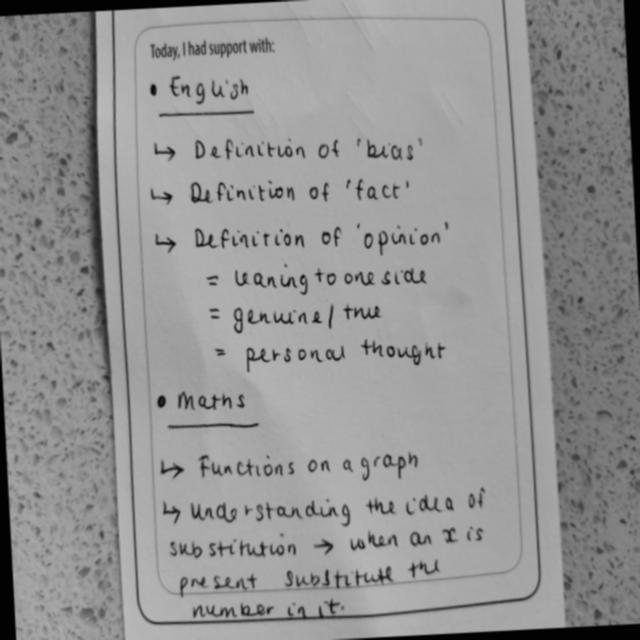 Today, I had support with:
• English
↳ Definition of 'bias'
↳ Definition of 'fact'
↳ Definition of 'opinion'
= leaning to one side
= genuine/true
= personal thought
• Maths
↳ Functions on a graph
↳ Understanding the idea of
substitution → when an x is
present substitute the
number in it.